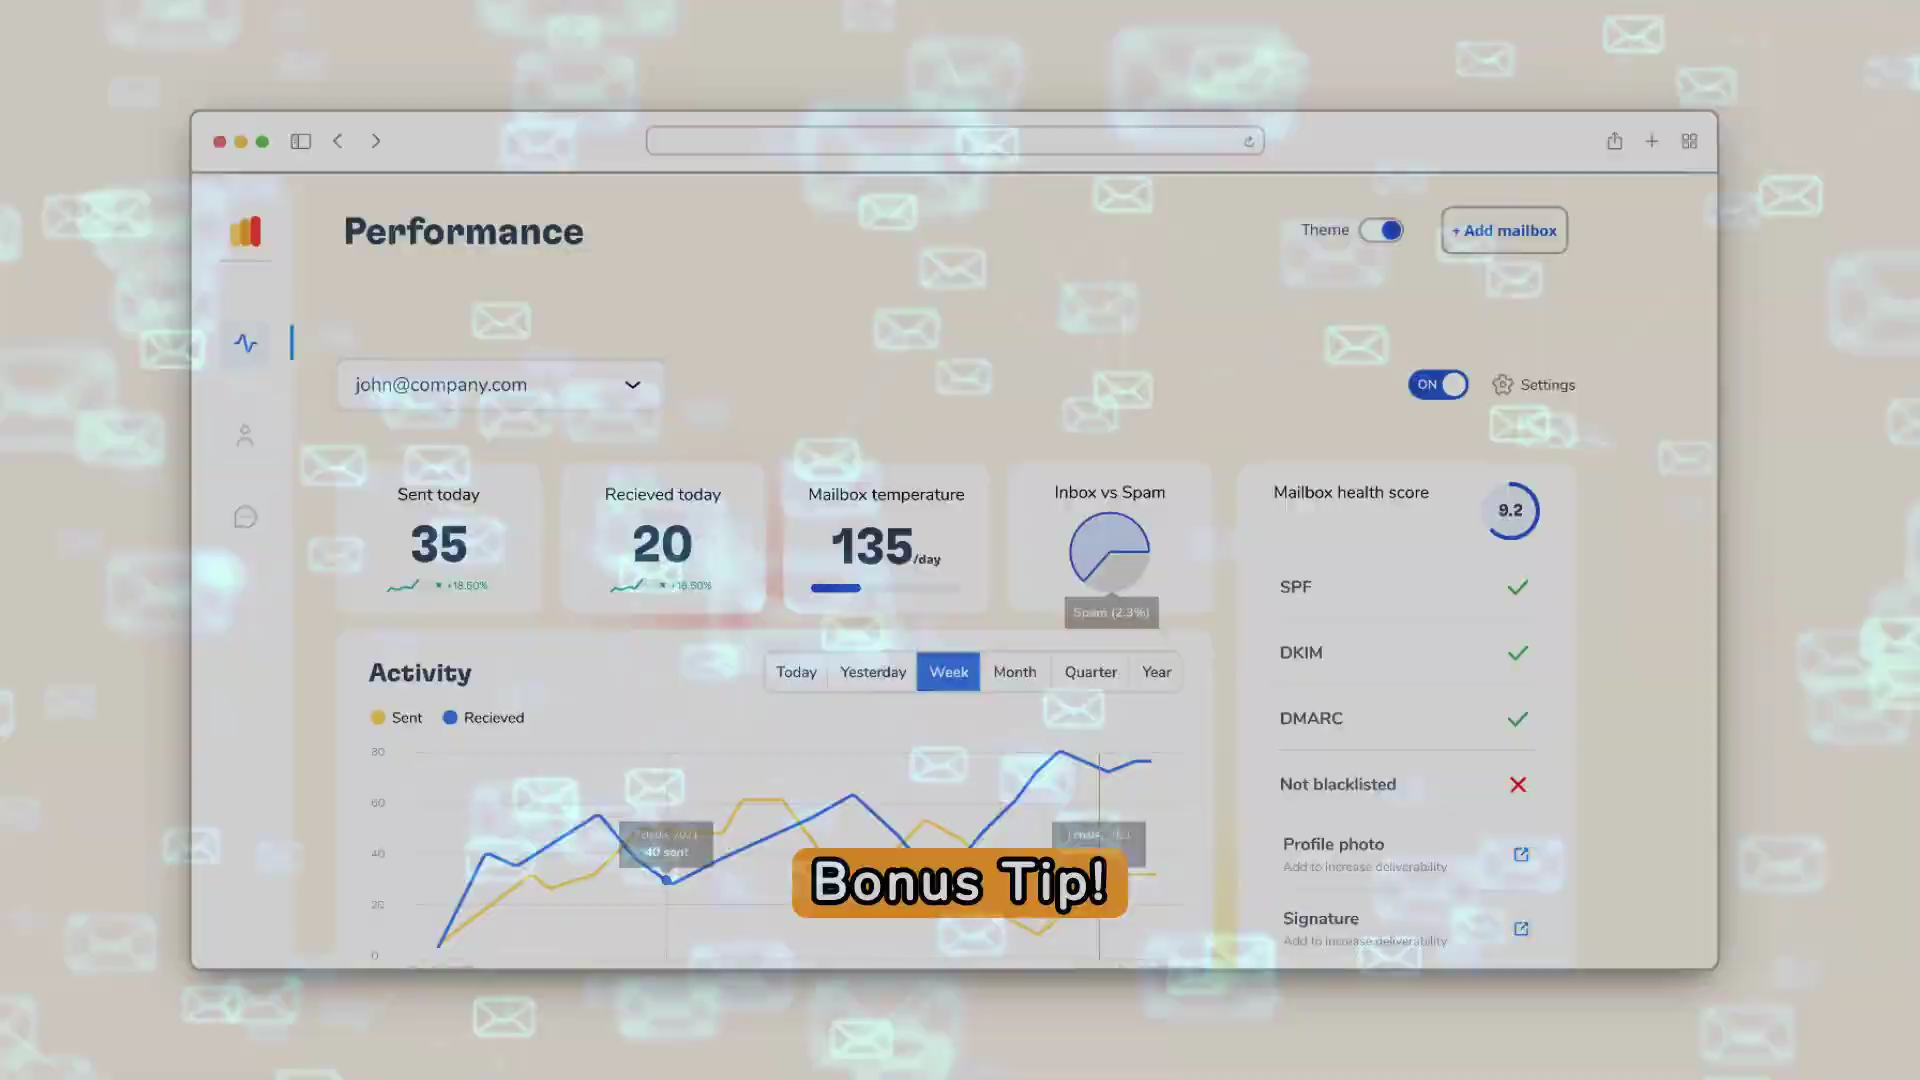 Performance
Theme
+ Add mailbox
john@company.com
ON
Settings
Sent today
35
+18.50%
Recieved today
20
Mailbox temperature
135/day
Inbox vs Spam
Spam (2.3%)
Mailbox health score
9.2
SPF
DKIM
DMARC
Not blacklisted
Profile photo
Add to increase deliverability
Signature
Add to increase deliverability
Activity
Today Yesterday Week Month Quarter Year
Sent Recieved
80
60
40
20
0
40 sent
Bonus Tip!